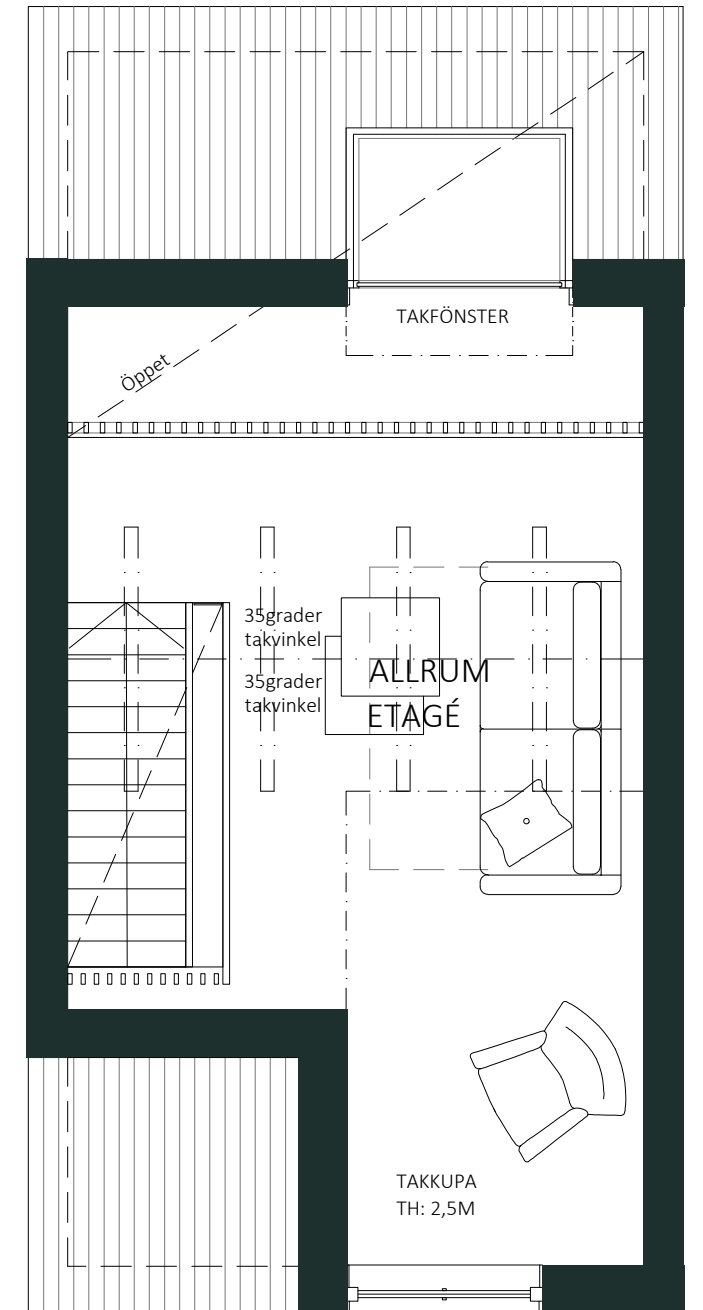 TAKFÖNSTER
Öppet
35grader
takvinkel
35grader
takvinkel
ALLRUM
ETAGÉ
TAKKUPA
TH: 2,5M